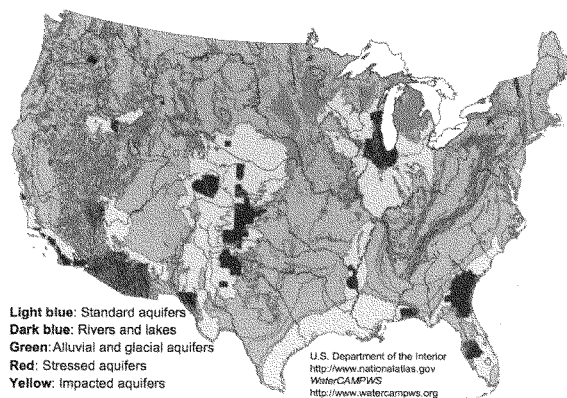 Light blue: Standard aquifers
Dark blue: Rivers and lakes
Green: Alluvial and glacial aquifers
Red: Stressed aquifers
Yellow: Impacted aquifers
U.S. Department of the Interior
http://www.nationalatlas.gov
WaterCAMPWS
http://www.watercampws.org